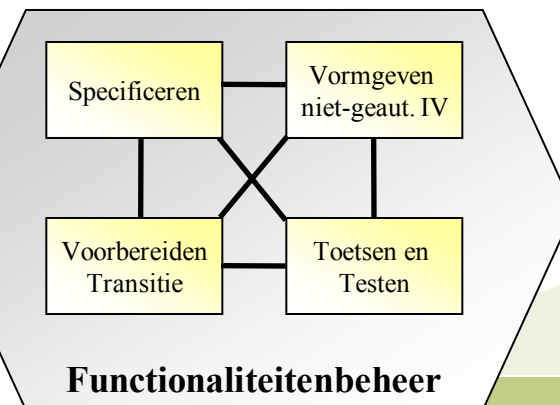 Specificeren
Vormgeven
niet-geaut. IV
Voorbereiden
Transitie
Toetsen en
Testen
Functionaliteitenbeheer